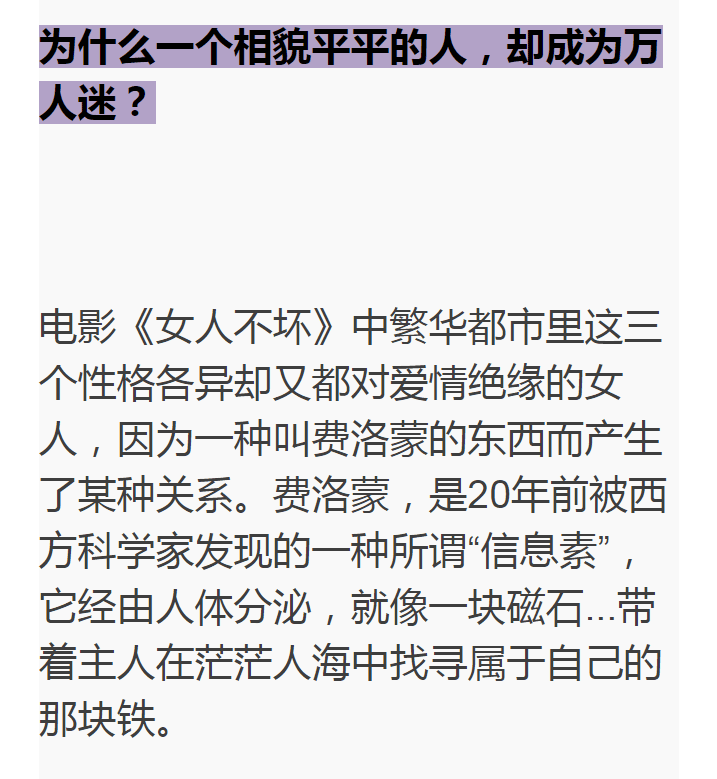 为什么一个相貌平平的人，却成为万
人迷？
电影《女人不坏》中繁华都市里这三
个性格各异却又都对爱情绝缘的女
人，因为一种叫费洛蒙的东西而产生
了某种关系。费洛蒙，是20年前被西
方科学家发现的一种所谓“信息素”，
它经由人体分泌，就像一块磁石...带
着主人在茫茫人海中找寻属于自己的
那块铁。